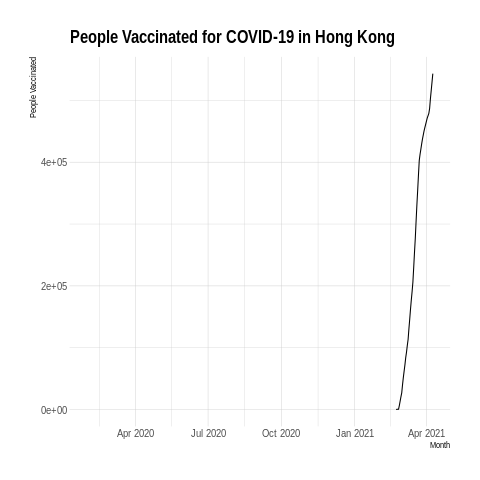 People Vaccinated for COVID-19 in Hong Kong
People Vaccinated
4e+05
2e+05
0e+00
Apr 2020 Jul 2020 Oct 2020 Jan 2021 Apr 2021
Month